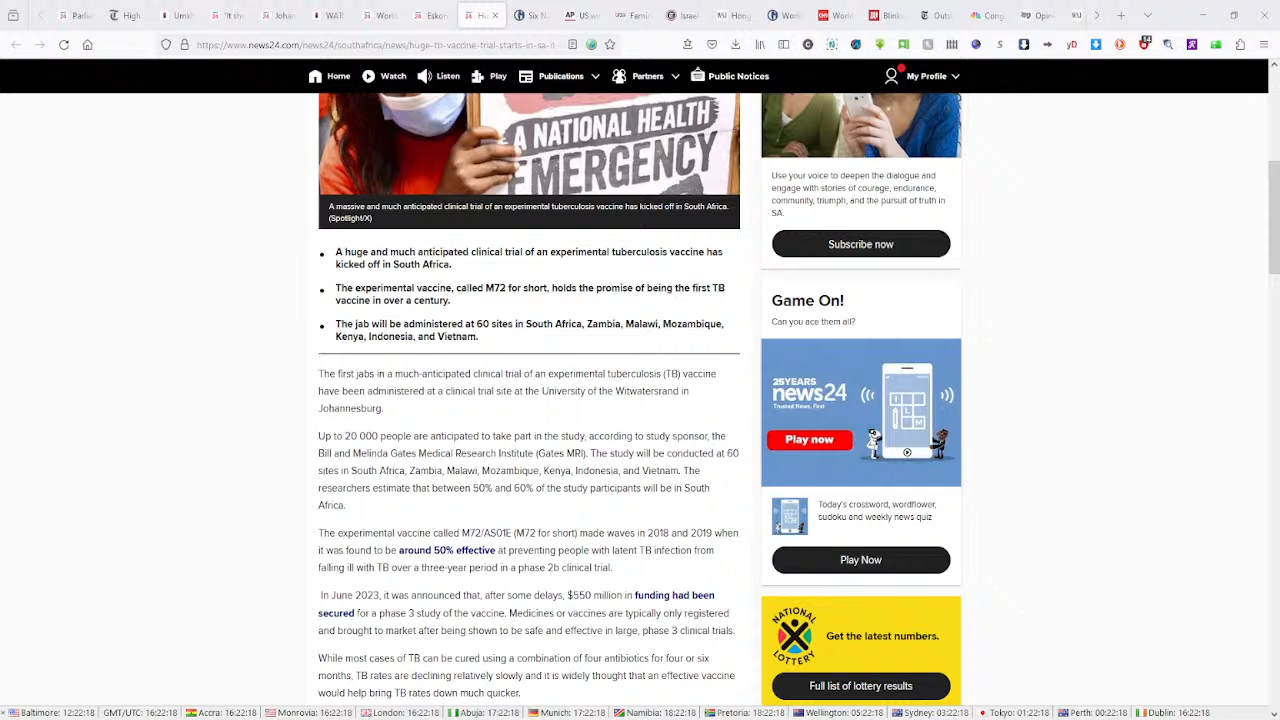 Parlia
High
Umkh
'It sh
Johan
WAT
World
Eskon
Hu
Six N
US w
Famin
Israel
Hong
World
World
Blink
Outsi
Cong
Opini
https://www.news24.com/news24/southafrica/news/huge-tb-vaccine-trial-starts-in-sa-it
Home
Watch
Listen
Play
Publications
Partners
Public Notices
My Profile
A NATIONAL HEALTH
EMERGENCY
A massive and much anticipated clinical trial of an experimental tuberculosis vaccine has kicked off in South Africa.
(Spotlight/X)
A huge and much anticipated clinical trial of an experimental tuberculosis vaccine has
kicked off in South Africa.
The experimental vaccine, called M72 for short, holds the promise of being the first TB
vaccine in over a century.
The jab will be administered at 60 sites in South Africa, Zambia, Malawi, Mozambique,
Kenya, Indonesia, and Vietnam.
The first jabs in a much-anticipated clinical trial of an experimental tuberculosis (TB) vaccine
have been administered at a clinical trial site at the University of the Witwatersrand in
Johannesburg.
Up to 20 000 people are anticipated to take part in the study, according to study sponsor, the
Bill and Melinda Gates Medical Research Institute (Gates MRI). The study will be conducted at 60
sites in South Africa, Zambia, Malawi, Mozambique, Kenya, Indonesia, and Vietnam. The
researchers estimate that between 50% and 60% of the study participants will be in South
Africa.
The experimental vaccine called M72/AS01E (M72 for short) made waves in 2018 and 2019 when
it was found to be around 50% effective at preventing people with latent TB infection from
falling ill with TB over a three-year period in a phase 2b clinical trial.
In June 2023, it was announced that, after some delays, $550 million in funding had been
secured for a phase 3 study of the vaccine. Medicines or vaccines are typically only registered
and brought to market after being shown to be safe and effective in large, phase 3 clinical trials.
While most cases of TB can be cured using a combination of four antibiotics for four or six
months, TB rates are declining relatively slowly and it is widely thought that an effective vaccine
would help bring TB rates down much quicker.
Use your voice to deepen the dialogue and
engage with stories of courage, endurance,
community, triumph, and the pursuit of truth in
SA.
Subscribe now
Game On!
Can you ace them all?
25YEARS
news24
Trusted News. First
Play now
Today's crossword, wordflower,
sudoku and weekly news quiz
Play Now
NATIONAL
LOTTERY
Get the latest numbers.
Full list of lottery results
Baltimore: 12:22:18
GMT/UTC: 16:22:18
Accra: 16:22:18
Monrovia: 16:22:18
London: 16:22:18
Abuja: 17:22:18
Munich: 17:22:18
Namibia: 18:22:18
Pretoria: 18:22:18
Wellington: 05:22:18
Sydney: 03:22:18
Tokyo: 01:22:18
Perth: 00:22:18
Dublin: 16:22:18